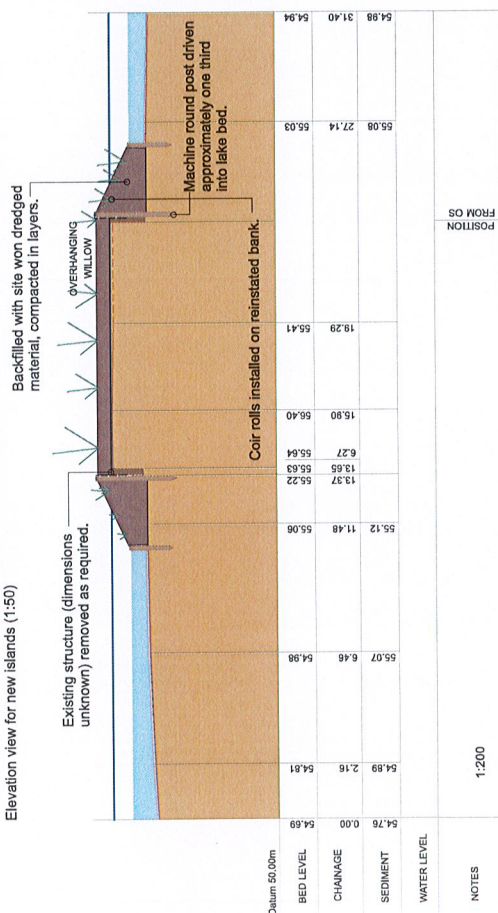 Elevation view for new islands (1:50)
Existing structure (dimensions
unknown) removed as required.
Backfilled with site won dredged
material, compacted in layers.
OVERHANGING
WILLOW
Machine round post driven
approximately one third
into lake bed.
Coir rolls installed on reinstated bank.
Datum 50.00m
BED LEVEL 54.69 54.81 54.98 55.06 55.22 55.63 55.64 56.40 55.41 55.03 54.94
CHAINAGE 0.00 2.16 6.46 11.48 13.37 13.65 6.27 15.90 19.29 27.14 31.40
SEDIMENT 54.76 54.89 55.07 55.12 55.08 54.98
WATER LEVEL
NOTES 1:200
POSITION
FROM OS